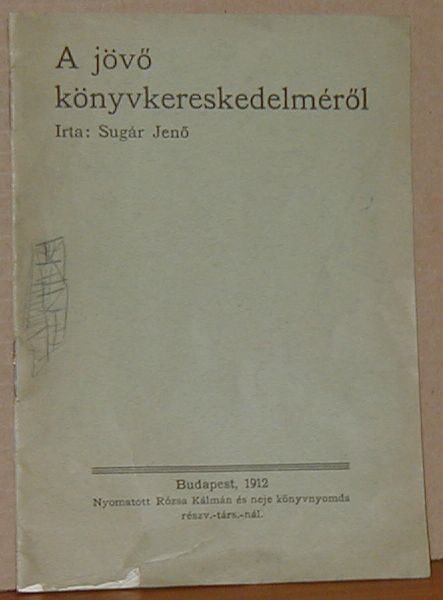 A jövő
könyvkereskedelméről
Irta: Sugár Jenő
Budapest, 1912
Nyomatott Rózsa Kálmán és neje könyvnyomda
részv.-társ.-nál.